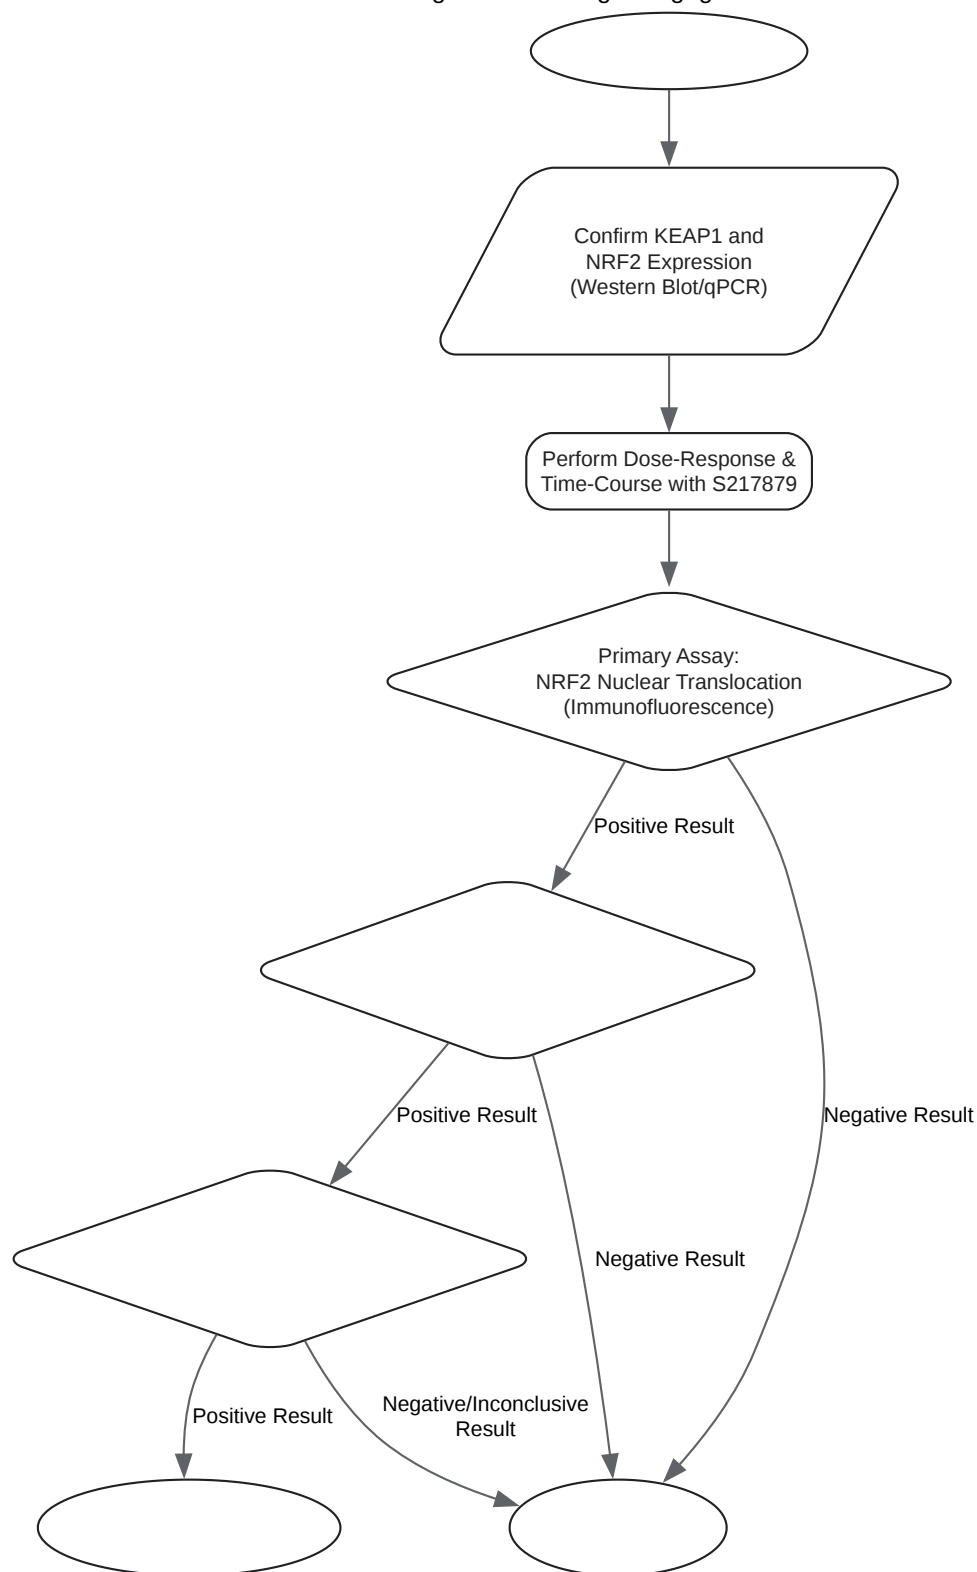 Confirm KEAP1 and
NRF2 Expression
(Western Blot/qPCR)
Perform Dose-Response &
Time-Course with S217879
Primary Assay:
NRF2 Nuclear Translocation
(Immunofluorescence)
Positive Result
Positive Result
Negative Result
Negative Result
Negative/Inconclusive
Result
Positive Result